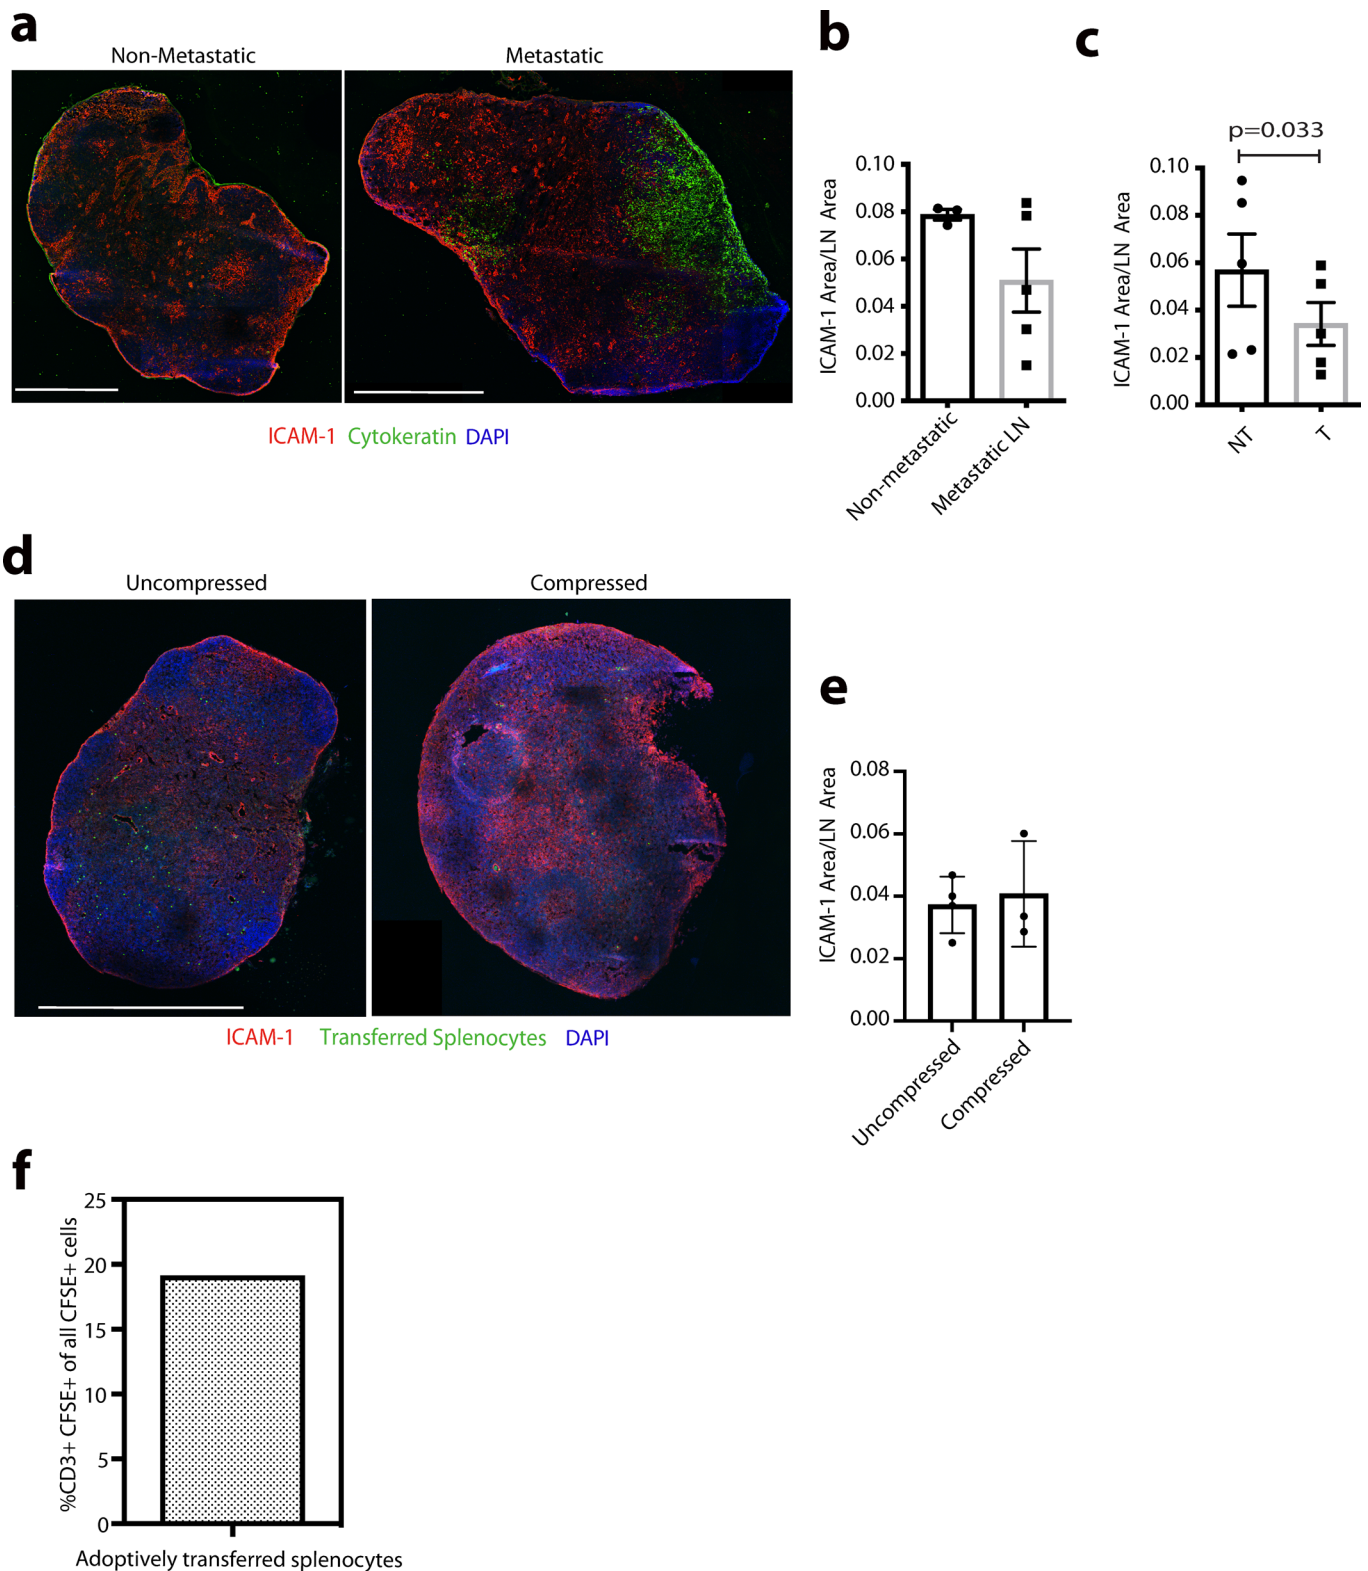 a
Non-Metastatic
Metastatic
ICAM-1 Cytokeratin DAPI
b
ICAM-1 Area/LN Area
0.10
0.08
0.06
0.04
0.02
0.00
Non-metastatic
Metastatic LN
c
p=0.033
ICAM-1 Area/LN Area
0.10
0.08
0.06
0.04
0.02
0.00
NT
T
d
Uncompressed
Compressed
ICAM-1 Transferred Splenocytes DAPI
e
ICAM-1 Area/LN Area
0.08
0.06
0.04
0.02
0.00
Uncompressed
Compressed
f
%CD3+ CFSE+ of all CFSE+ cells
25
20
15
10
5
0
Adoptively transferred splenocytes